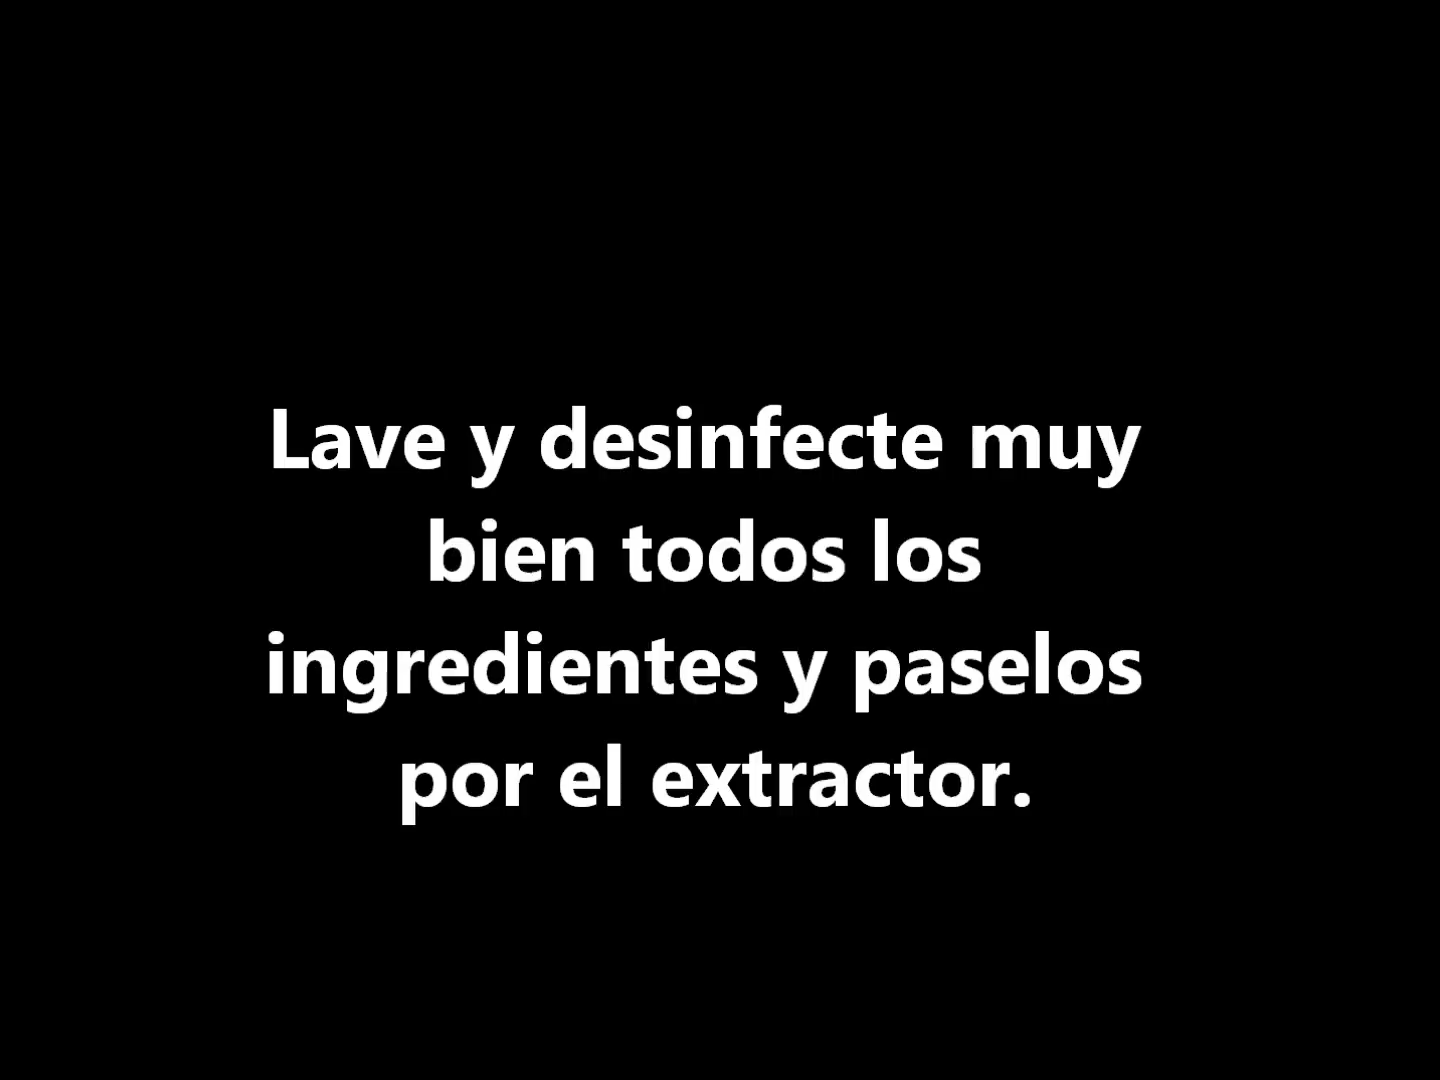 Lave y desinfecte muy
bien todos los
ingredientes y paselos
por el extractor.